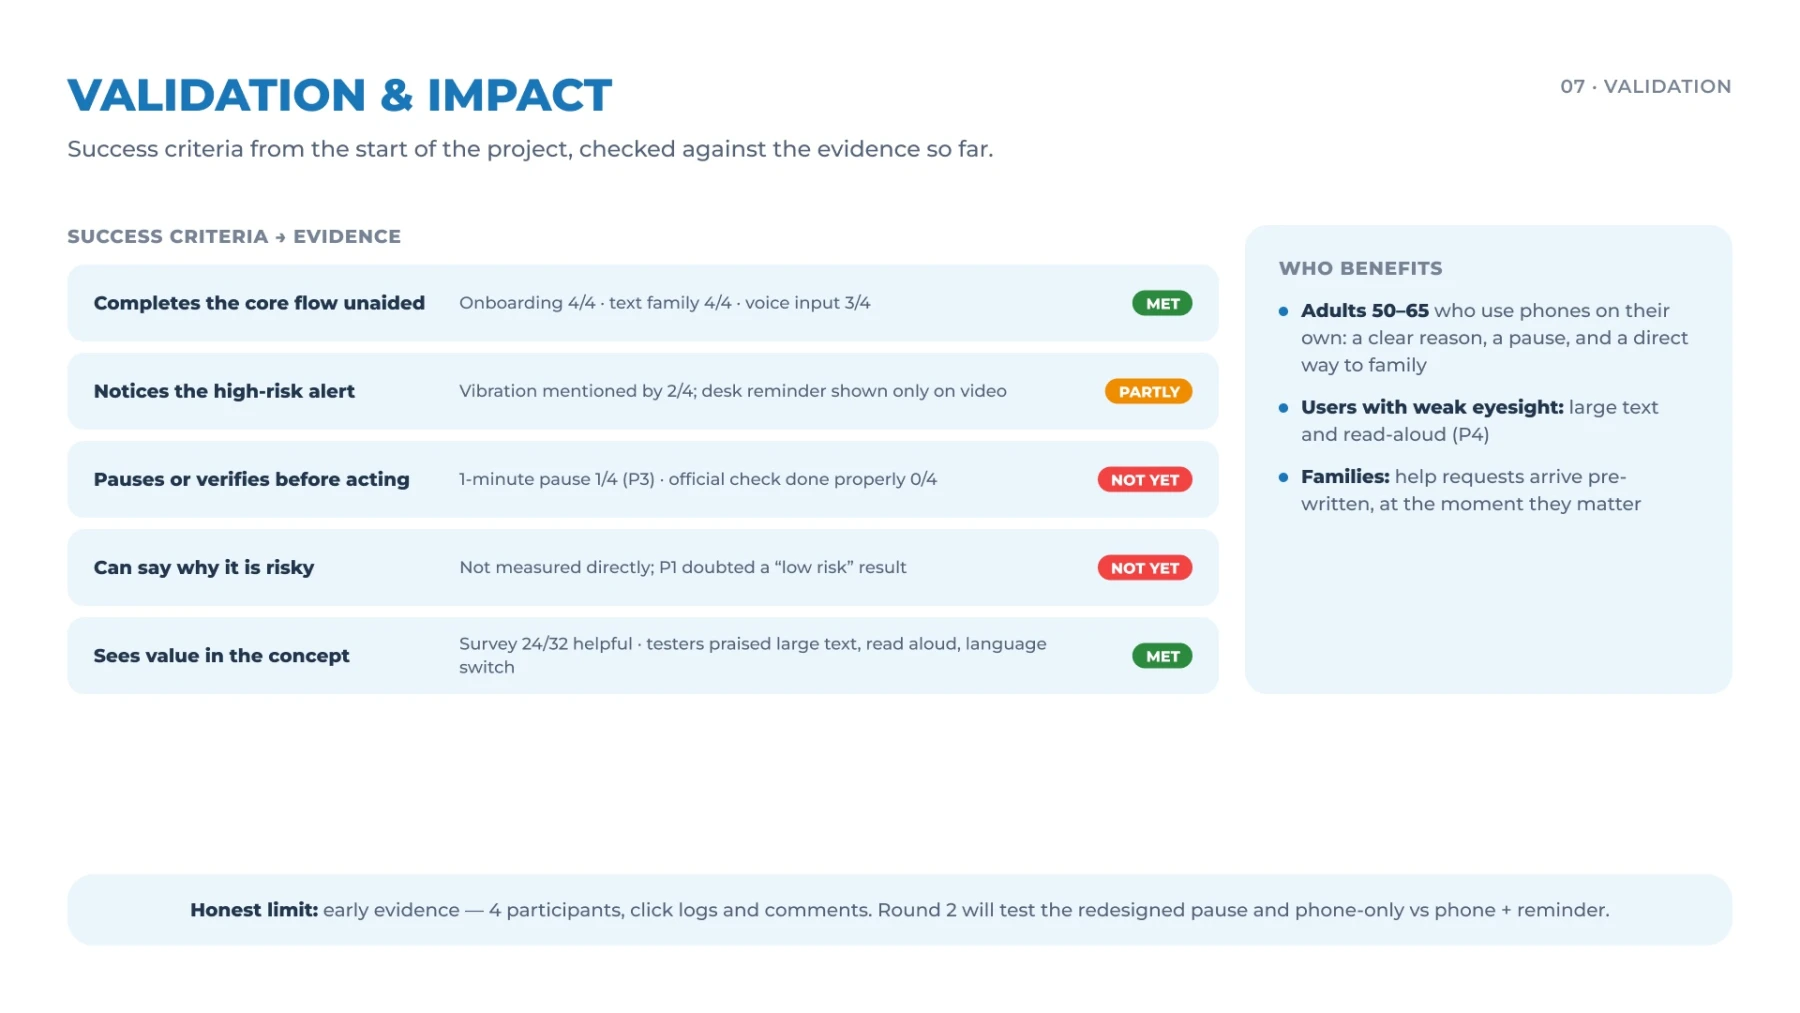 VALIDATION & IMPACT
07 · VALIDATION
Success criteria from the start of the project, checked against the evidence so far.
SUCCESS CRITERIA → EVIDENCE
Completes the core flow unaided
Onboarding 4/4 · text family 4/4 · voice input 3/4
MET
Notices the high-risk alert
Vibration mentioned by 2/4; desk reminder shown only on video
PARTLY
Pauses or verifies before acting
1-minute pause 1/4 (P3) · official check done properly 0/4
NOT YET
Can say why it is risky
Not measured directly; P1 doubted a “low risk” result
NOT YET
Sees value in the concept
Survey 24/32 helpful · testers praised large text, read aloud, language
switch
MET
WHO BENEFITS
• Adults 50–65 who use phones on their
own: a clear reason, a pause, and a direct
way to family
• Users with weak eyesight: large text
and read-aloud (P4)
• Families: help requests arrive pre-
written, at the moment they matter
Honest limit: early evidence — 4 participants, click logs and comments. Round 2 will test the redesigned pause and phone-only vs phone + reminder.